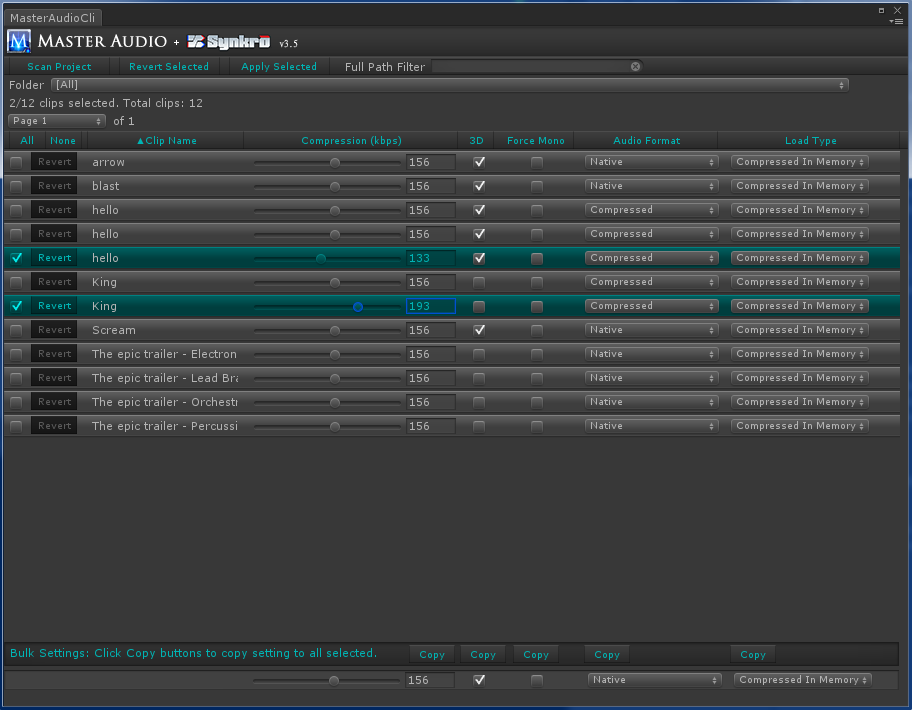 MasterAudioCli
MASTER AUDIO + Synkro v3.5
Scan Project Revert Selected Apply Selected Full Path Filter
Folder [All]
2/12 clips selected. Total clips: 12
Page 1 of 1
All None ▲Clip Name Compression (kbps) 3D Force Mono Audio Format Load Type
Revert arrow 156 Native Compressed In Memory
Revert blast 156 Native Compressed In Memory
Revert hello 156 Compressed Compressed In Memory
Revert hello 156 Compressed Compressed In Memory
Revert hello 133 Compressed Compressed In Memory
Revert King 156 Compressed Compressed In Memory
Revert King 193 Compressed Compressed In Memory
Revert Scream 156 Native Compressed In Memory
Revert The epic trailer - Electron 156 Native Compressed In Memory
Revert The epic trailer - Lead Bra 156 Native Compressed In Memory
Revert The epic trailer - Orchestr 156 Native Compressed In Memory
Revert The epic trailer - Percussi 156 Native Compressed In Memory
Bulk Settings: Click Copy buttons to copy setting to all selected. Copy Copy Copy Copy Copy
156 Native Compressed In Memory